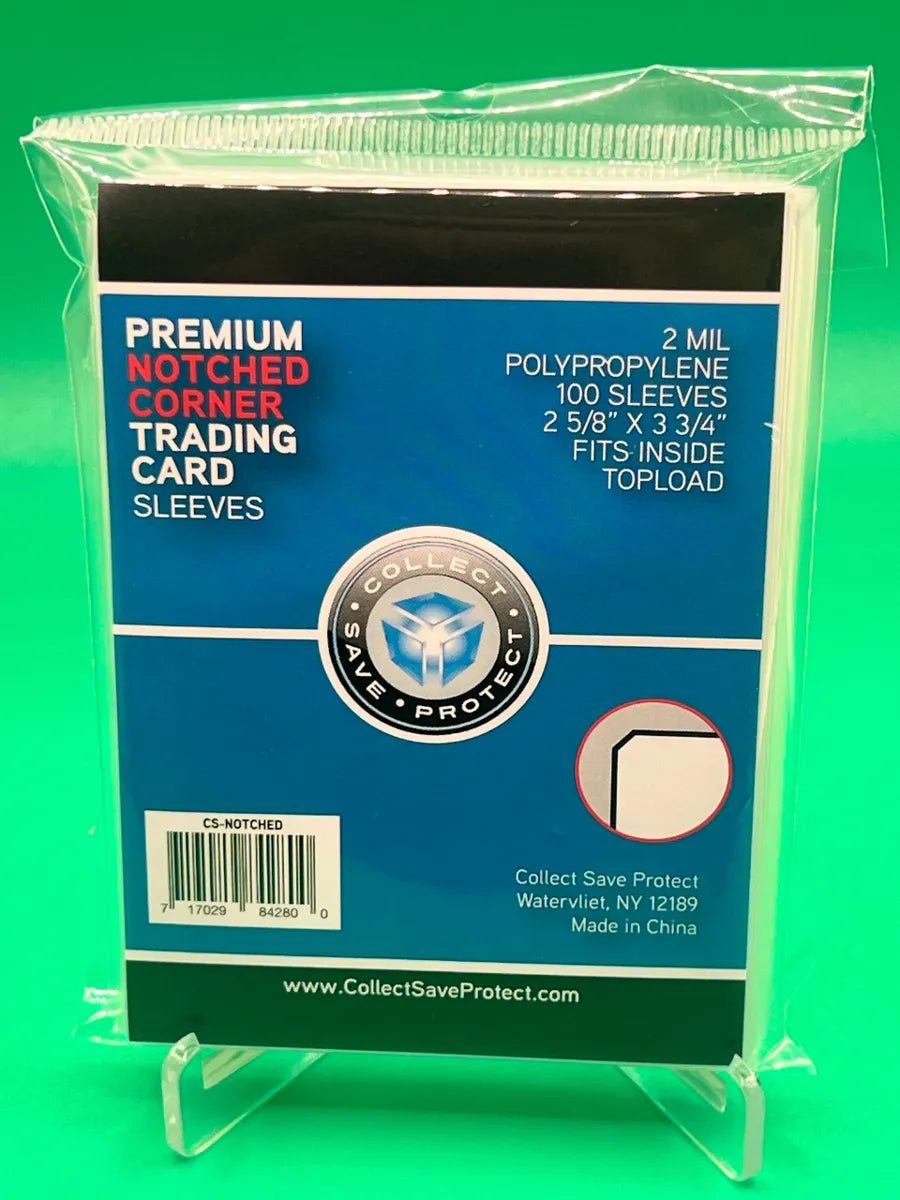 PREMIUM
NOTCHED
CORNER
TRADING
CARD
SLEEVES
2 MIL
POLYPROPYLENE
100 SLEEVES
2 5/8” X 3 3/4”
FITS INSIDE
TOPLOAD
COLLECT • SAVE • PROTECT •
CS-NOTCHED
7 17029 84280 0
Collect Save Protect
Watervliet, NY 12189
Made in China
www.CollectSaveProtect.com